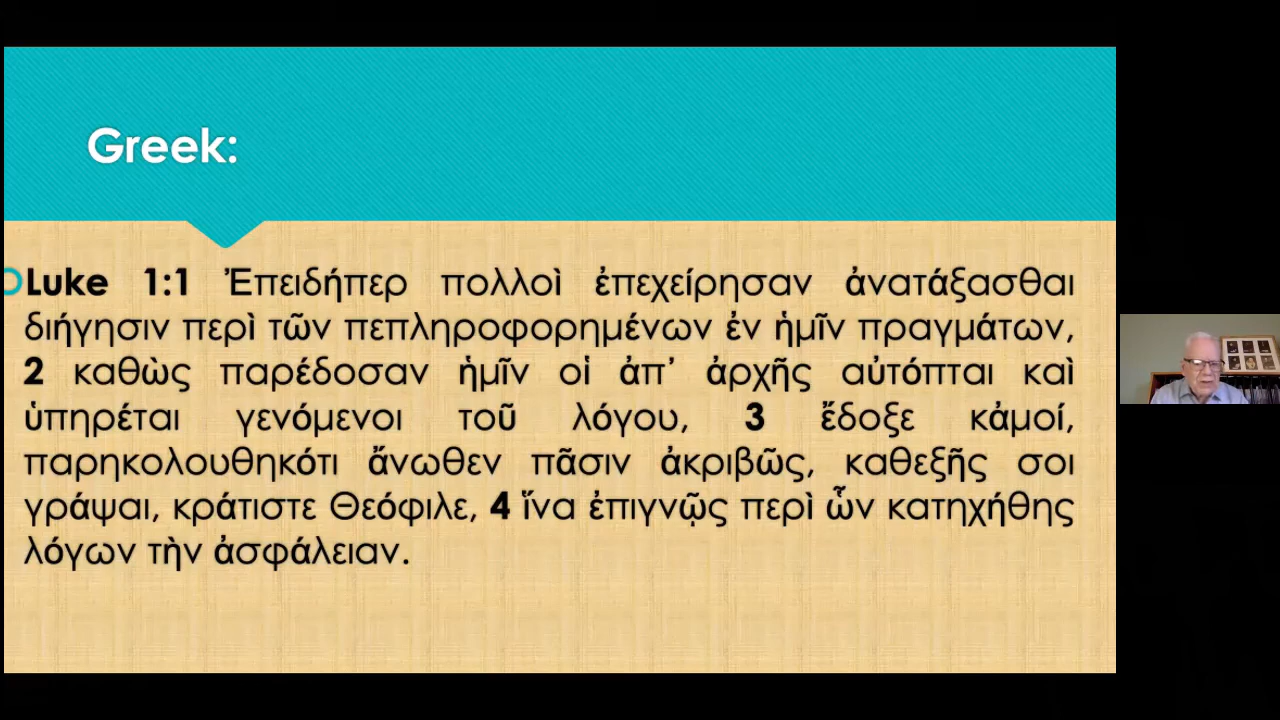 Greek:
Luke 1:1 Ἐπειδήπερ πολλοὶ ἐπεχείρησαν ἀνατάξασθαι
διήγησιν περὶ τῶν πεπληροφορημένων ἐν ἡμῖν πραγμάτων,
2 καθὼς παρέδοσαν ἡμῖν οἱ ἀπ᾽ ἀρχῆς αὐτόπται καὶ
ὑπηρέται γενόμενοι τοῦ λόγου, 3 ἔδοξε κἀμοί,
παρηκολουθηκότι ἄνωθεν πᾶσιν ἀκριβῶς, καθεξῆς σοι
γράψαι, κράτιστε Θεόφιλε, 4 ἵνα ἐπιγνῷς περὶ ὧν κατηχήθης
λόγων τὴν ἀσφάλειαν.